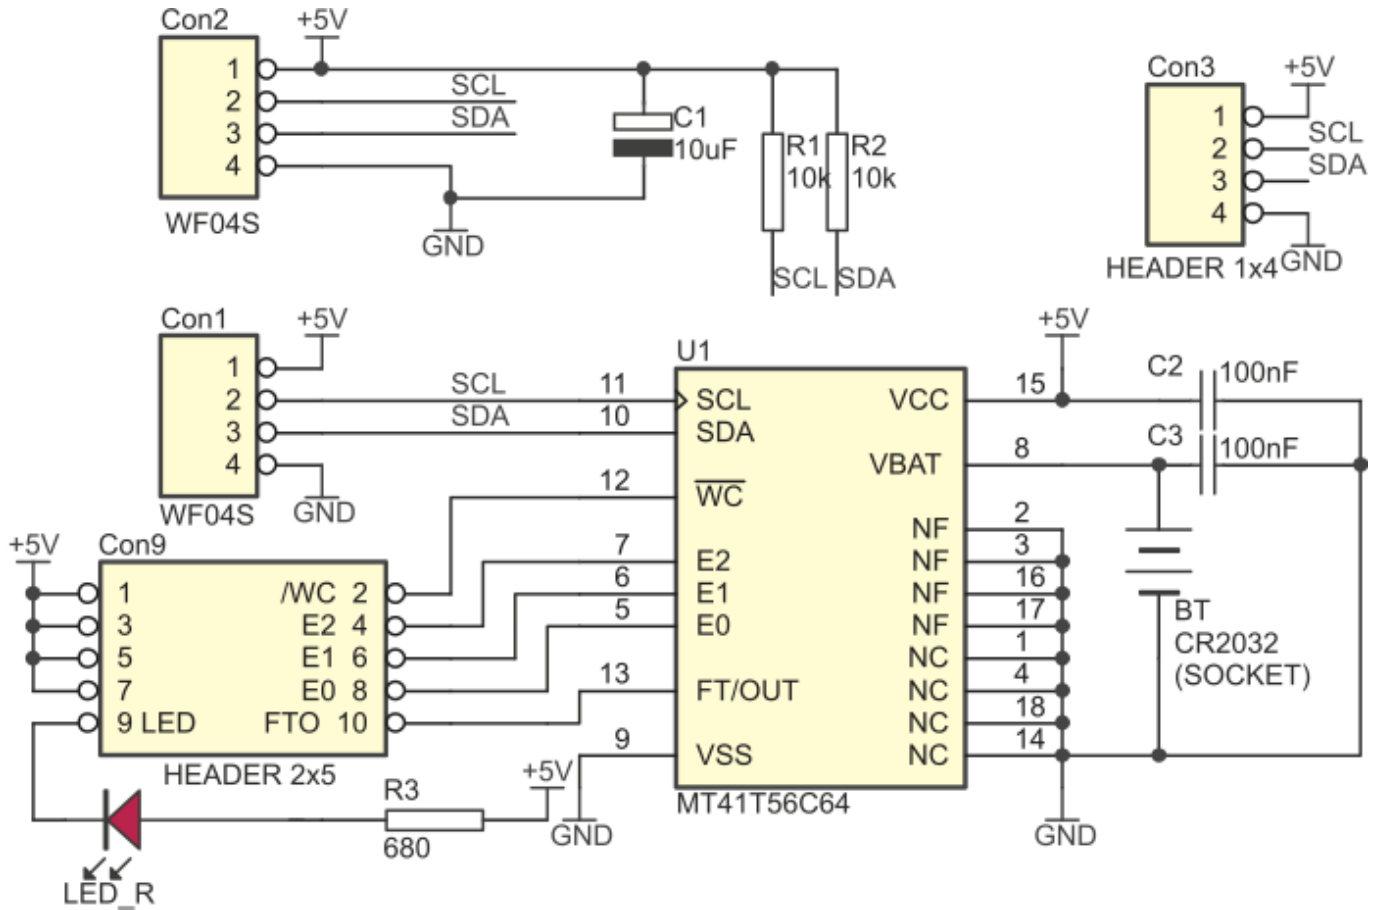 Con2
+5V
1
2
3
4
SCL
SDA
WF04S
GND
C1
10uF
R1
10k
R2
10k
SCL
SDA
Con3
+5V
1
2
3
4
SCL
SDA
HEADER 1x4
GND
Con1
+5V
1
2
3
4
SCL
SDA
WF04S
GND
U1
11
10
12
7
6
5
13
9
SCL
SDA
WC
E2
E1
E0
FT/OUT
VSS
VCC
VBAT
NF
NF
NF
NF
NC
NC
NC
NC
15
8
2
3
16
17
1
4
18
14
MT41T56C64
+5V
C2
100nF
C3
100nF
BT
CR2032
(SOCKET)
GND
+5V
Con9
1
3
5
7
9 LED
/WC 2
E2 4
E1 6
E0 8
FTO 10
HEADER 2x5
R3
680
+5V
GND
LED_R